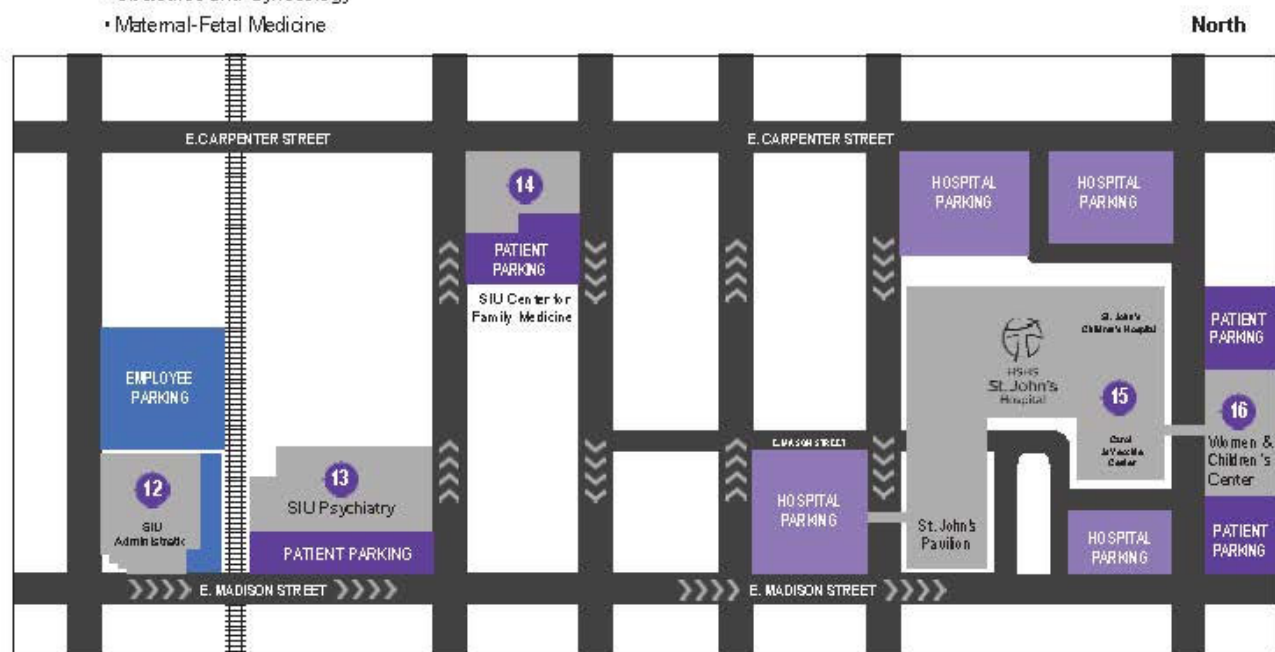 • Maternal-Fetal Medicine
North
E. CARPENTER STREET
E. CARPENTER STREET
14
HOSPITAL
PARKING
HOSPITAL
PARKING
PATIENT
PARKING
SIU Center for
Family Medicine
St. John's
Children's Hospital
PATIENT
PARKING
HSHS
St. John's
Hospital
EMPLOYEE
PARKING
15
16
E. MASON STREET
Women &
Children's
Center
Center
13
SIU Psychiatry
12
SIU
Administratio
HOSPITAL
PARKING
St. John's
Pavilion
HOSPITAL
PARKING
PATIENT
PARKING
PATIENT PARKING
E. MADISON STREET
E. MADISON STREET